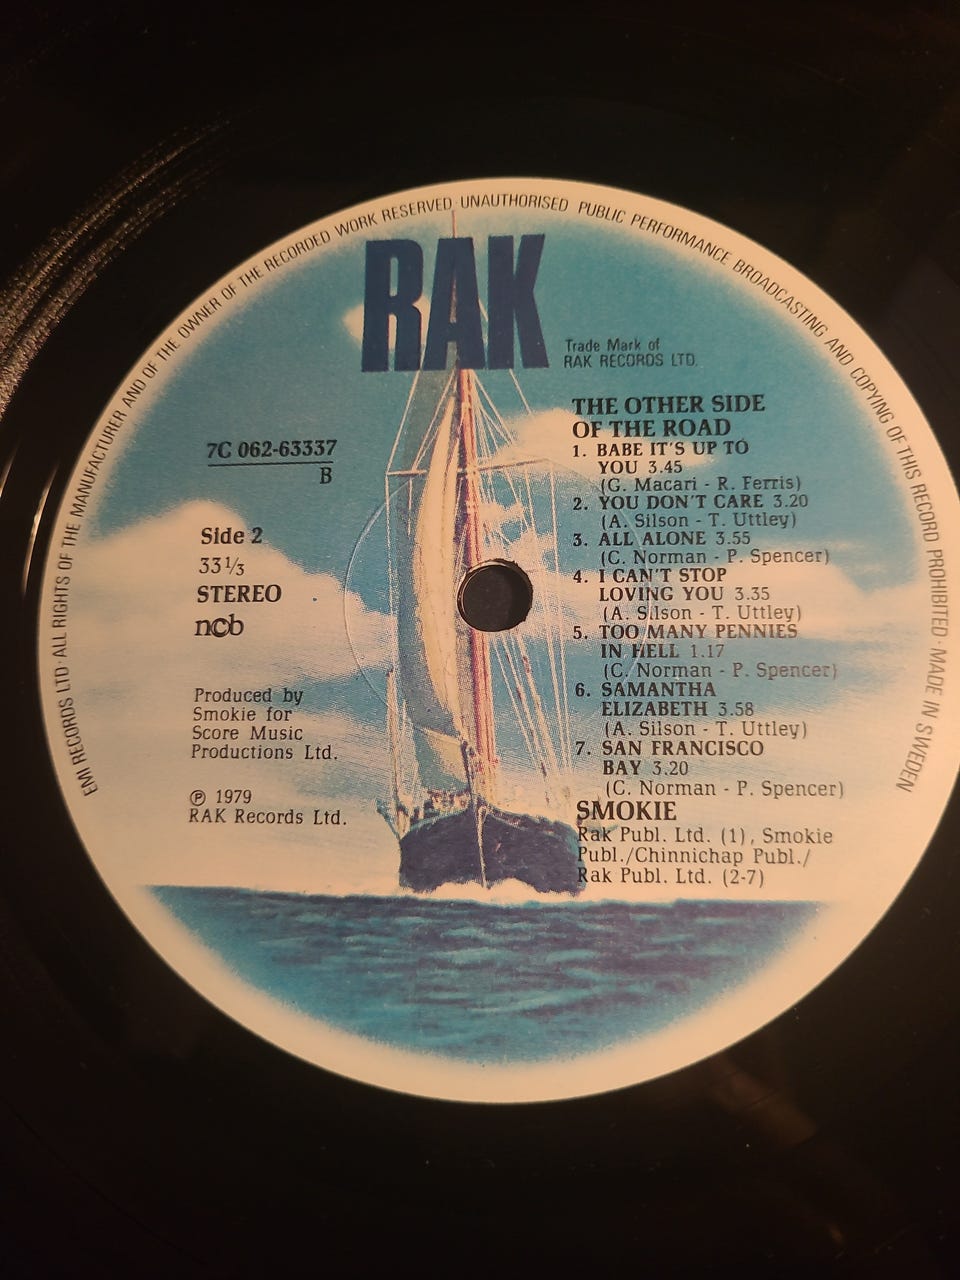 EMI RECORDS LTD · ALL RIGHTS OF THE MANUFACTURER AND OF THE OWNER OF THE RECORDED WORK RESERVED · UNAUTHORISED PUBLIC PERFORMANCE BROADCASTING AND COPYING OF THIS RECORD PROHIBITED · MADE IN SWEDEN
RAK
Trade Mark of
RAK RECORDS LTD.
7C 062-63337
B
Side 2
33 1/3
STEREO
ncb
Produced by
Smokie for
Score Music
Productions Ltd.
℗ 1979
RAK Records Ltd.
THE OTHER SIDE
OF THE ROAD
1. BABE IT'S UP TO
YOU 3.45
(G. Macari - R. Ferris)
2. YOU DON'T CARE 3.20
(A. Silson - T. Uttley)
3. ALL ALONE 3.55
(C. Norman - P. Spencer)
4. I CAN'T STOP
LOVING YOU 3.35
(A. Silson - T. Uttley)
5. TOO MANY PENNIES
IN HELL 1.17
(C. Norman - P. Spencer)
6. SAMANTHA
ELIZABETH 3.58
(A. Silson - T. Uttley)
7. SAN FRANCISCO
BAY 3.20
(C. Norman - P. Spencer)
SMOKIE
Rak Publ. Ltd. (1), Smokie
Publ./Chinnichap Publ./
Rak Publ. Ltd. (2-7)